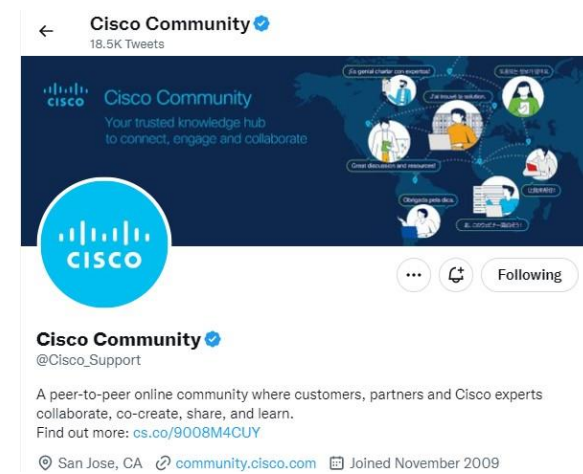 Cisco Community
18.5K Tweets
CISCO
Cisco Community
Your trusted knowledge hub
to connect, engage and collaborate
¡Es genial charlar con expertos!
J'ai trouvé la solution.
Great discussion and resources!
Obrigada pela dica.
CISCO
Following
Cisco Community
@Cisco_Support
A peer-to-peer online community where customers, partners and Cisco experts
collaborate, co-create, share, and learn.
Find out more: cs.co/9008M4CUY
San Jose, CA community.cisco.com Joined November 2009